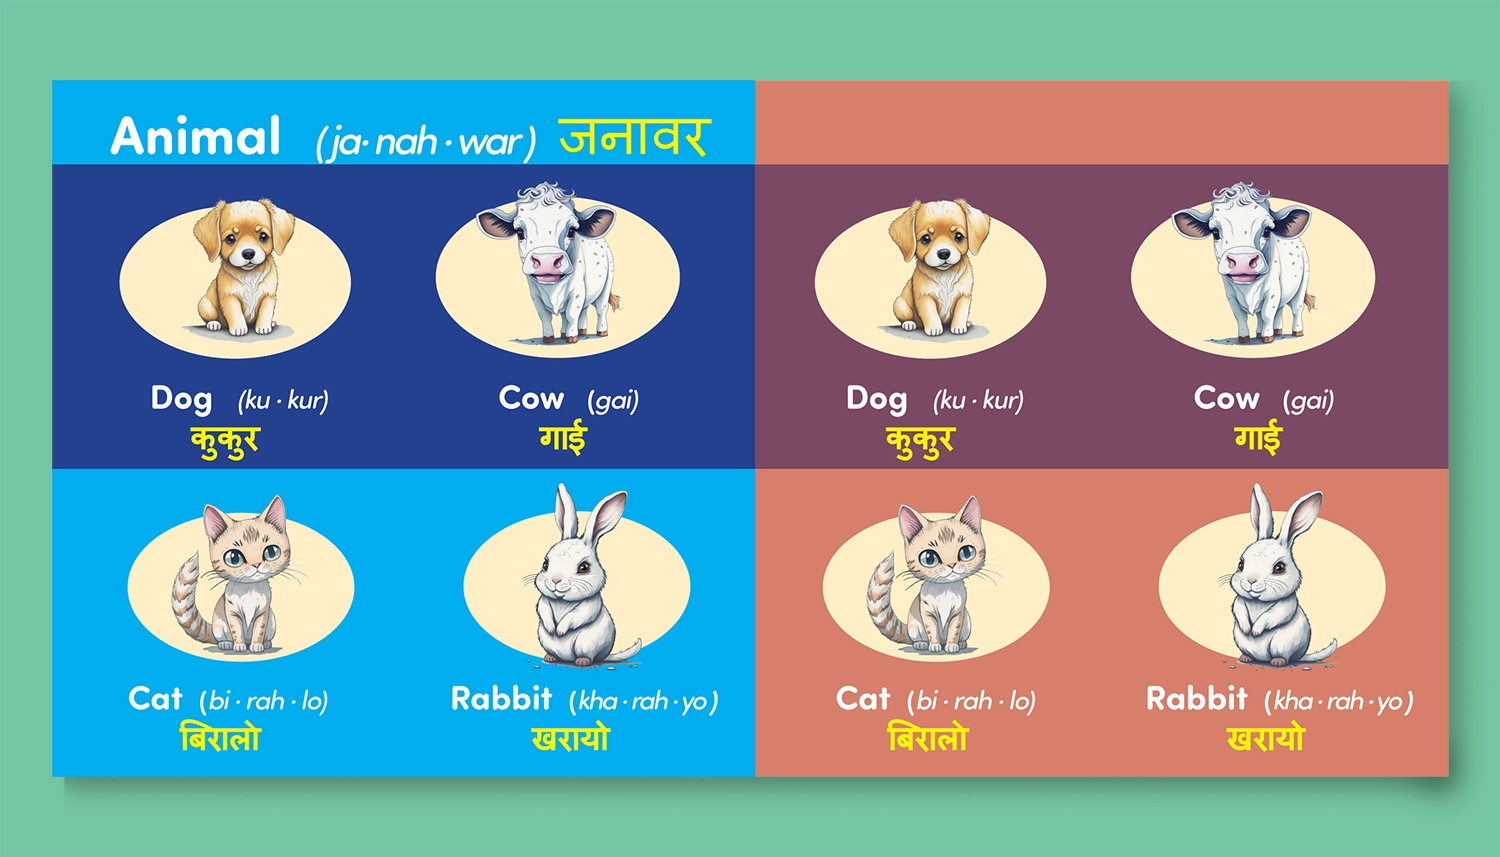 Animal (ja· nah · war) जनावर
Dog (ku · kur)
कुकुर
Cow (gai)
गाई
Cat (bi · rah · lo)
बिरालो
Rabbit (kha · rah · yo)
खरायो
Dog (ku · kur)
कुकुर
Cow (gai)
गाई
Cat (bi · rah · lo)
बिरालो
Rabbit (kha · rah · yo)
खरायो